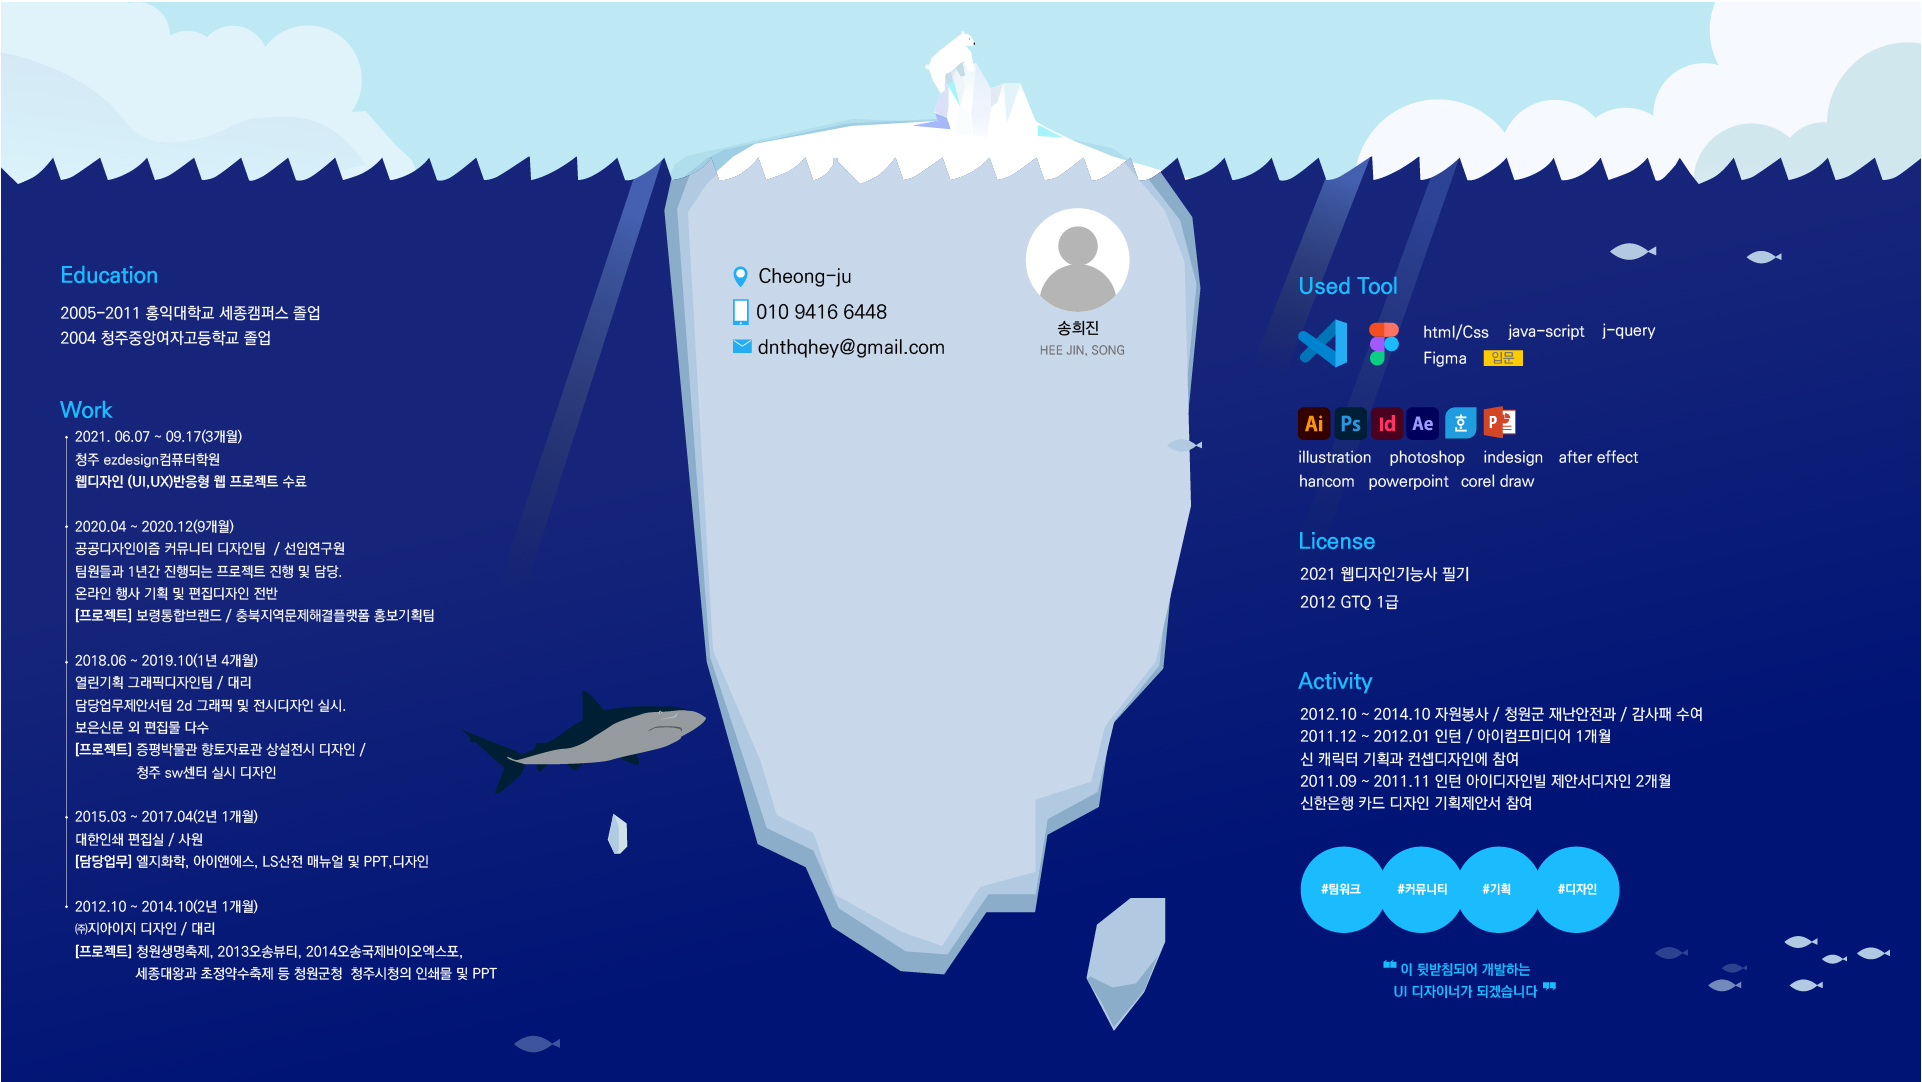 Education
2005-2011 홍익대학교 세종캠퍼스 졸업
2004 청주중앙여자고등학교 졸업
Work
2021. 06.07 ~ 09.17(3개월)
청주 ezdesign컴퓨터학원
웹디자인 (UI,UX)반응형 웹 프로젝트 수료
2020.04 ~ 2020.12(9개월)
공공디자인이즘 커뮤니티 디자인팀 / 선임연구원
팀원들과 1년간 진행되는 프로젝트 진행 및 담당.
온라인 행사 기획 및 편집디자인 전반
[프로젝트] 보령통합브랜드 / 충북지역문제해결플랫폼 홍보기획팀
2018.06 ~ 2019.10(1년 4개월)
열린기획 그래픽디자인팀 / 대리
담당업무제안서팀 2d 그래픽 및 전시디자인 실시.
보은신문 외 편집물 다수
[프로젝트] 증평박물관 향토자료관 상설전시 디자인 /
청주 sw센터 실시 디자인
2015.03 ~ 2017.04(2년 1개월)
대한인쇄 편집실 / 사원
[담당업무] 엘지화학, 아이앤에스, LS산전 매뉴얼 및 PPT,디자인
2012.10 ~ 2014.10(2년 1개월)
㈜지아이지 디자인 / 대리
[프로젝트] 청원생명축제, 2013오송뷰티, 2014오송국제바이오엑스포,
세종대왕과 초정약수축제 등 청원군청 청주시청의 인쇄물 및 PPT
Cheong-ju
010 9416 6448
dnthqhey@gmail.com
송희진
HEE JIN, SONG
Used Tool
html/Css java-script j-query
Figma 입문
Ai Ps Id Ae 훈 P
illustration photoshop indesign after effect
hancom powerpoint corel draw
License
2021 웹디자인기능사 필기
2012 GTQ 1급
Activity
2012.10 ~ 2014.10 자원봉사 / 청원군 재난안전과 / 감사패 수여
2011.12 ~ 2012.01 인턴 / 아이컴프미디어 1개월
신 캐릭터 기획과 컨셉디자인에 참여
2011.09 ~ 2011.11 인턴 아이디자인빌 제안서디자인 2개월
신한은행 카드 디자인 기획제안서 참여
#팀워크 #커뮤니티 #기획 #디자인
❝ 이 뒷받침되어 개발하는
UI 디자이너가 되겠습니다 ❞